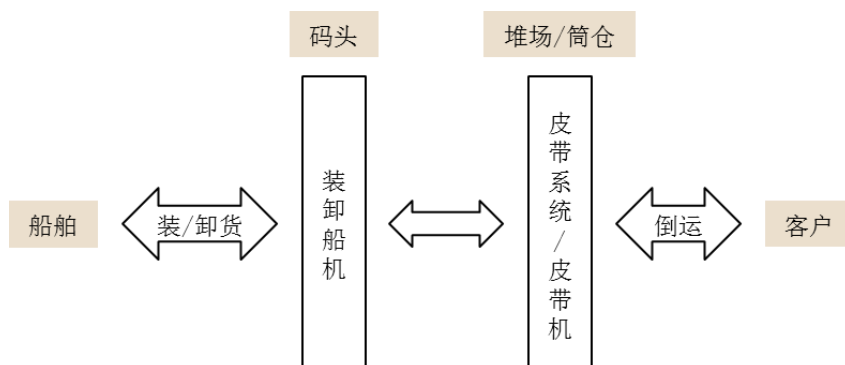 码头
堆场/筒仓
船舶
装/卸货
装卸船机
皮带系统/皮带机
倒运
客户